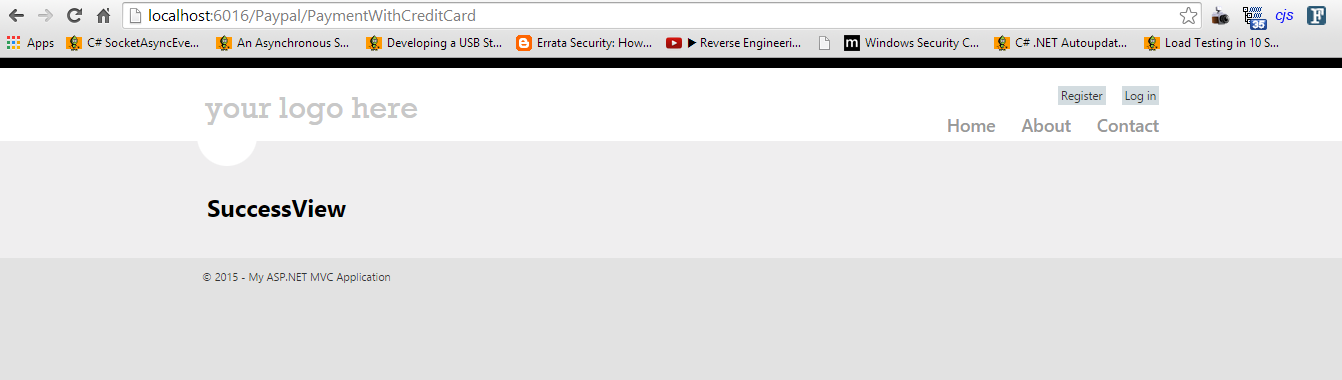 localhost:6016/Paypal/PaymentWithCreditCard
cjs
35
F
Apps C# SocketAsyncEve... An Asynchronous S... Developing a USB St... Errata Security: How... ▶ Reverse Engineeri... m Windows Security C... C# .NET Autoupdat... Load Testing in 10 S...
your logo here
Register Log in
Home About Contact
SuccessView
© 2015 - My ASP.NET MVC Application